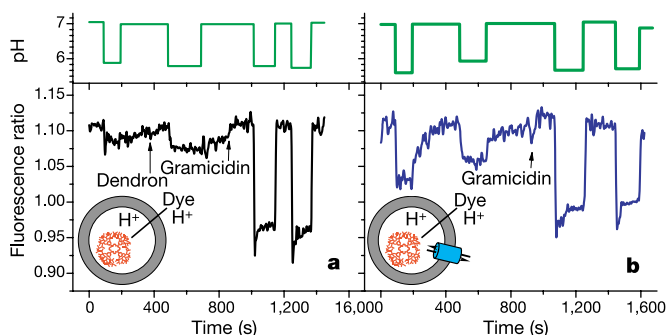 pH
7
6
Fluorescence ratio
1.15
1.10
1.05
1.00
0.95
0.90
Dendron
Gramicidin
Dye
H+
H+
a
0
400
800
1,200
16,000
Time (s)
Gramicidin
Dye
H+
H+
b
400
800
1,200
1,600
Time (s)